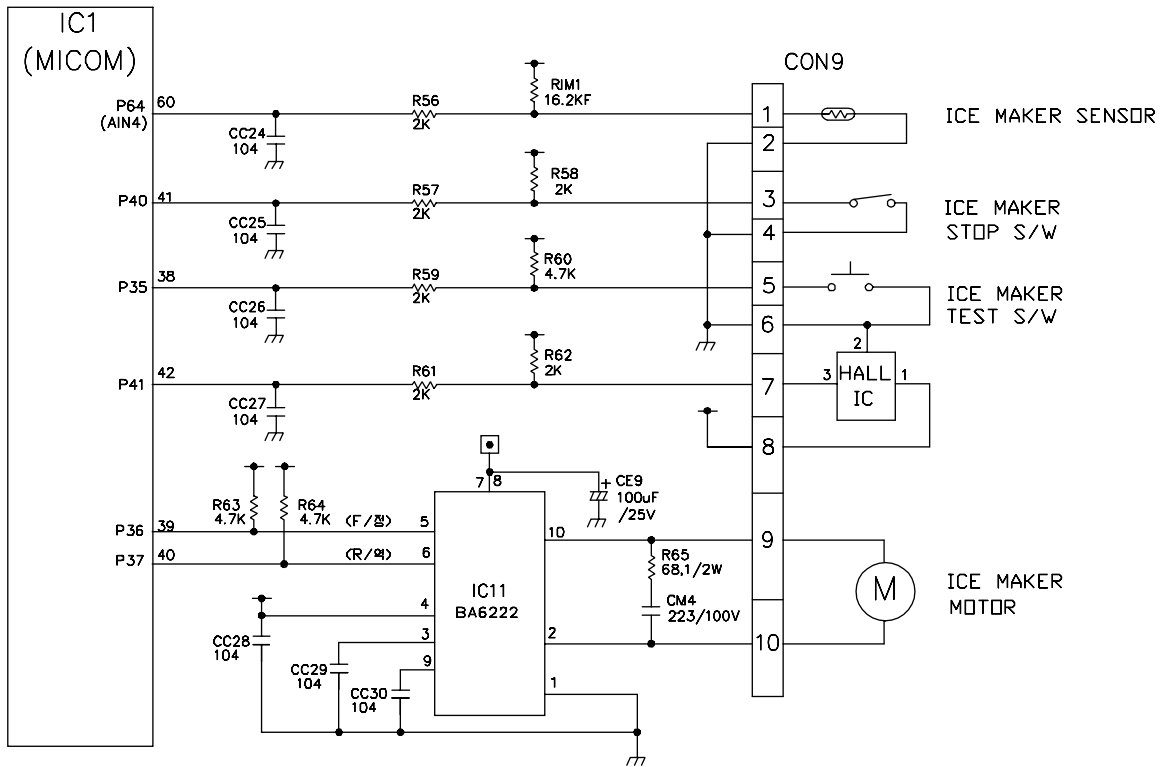 IC1
(MICOM)
CON9
P64 60
(AIN4)
CC24
104
R56
2K
RIM1
16.2KF
1
2
ICE MAKER SENSOR
P40 41
CC25
104
R57
2K
R58
2K
3
4
ICE MAKER
STOP S/W
P35 38
CC26
104
R59
2K
R60
4.7K
5
6
ICE MAKER
TEST S/W
P41 42
CC27
104
R61
2K
R62
2K
7
8
2
3 HALL 1
IC
7 8
CE9
+
100uF
/25V
R63
4.7K
R64
4.7K
P36 39
(F/정) 5
P37 40
(R/역) 6
IC11
BA6222
4
3
9
10
2
1
CC28
104
CC29
104
CC30
104
R65
68,1/2W
CM4
223/100V
9
10
M
ICE MAKER
MOTOR